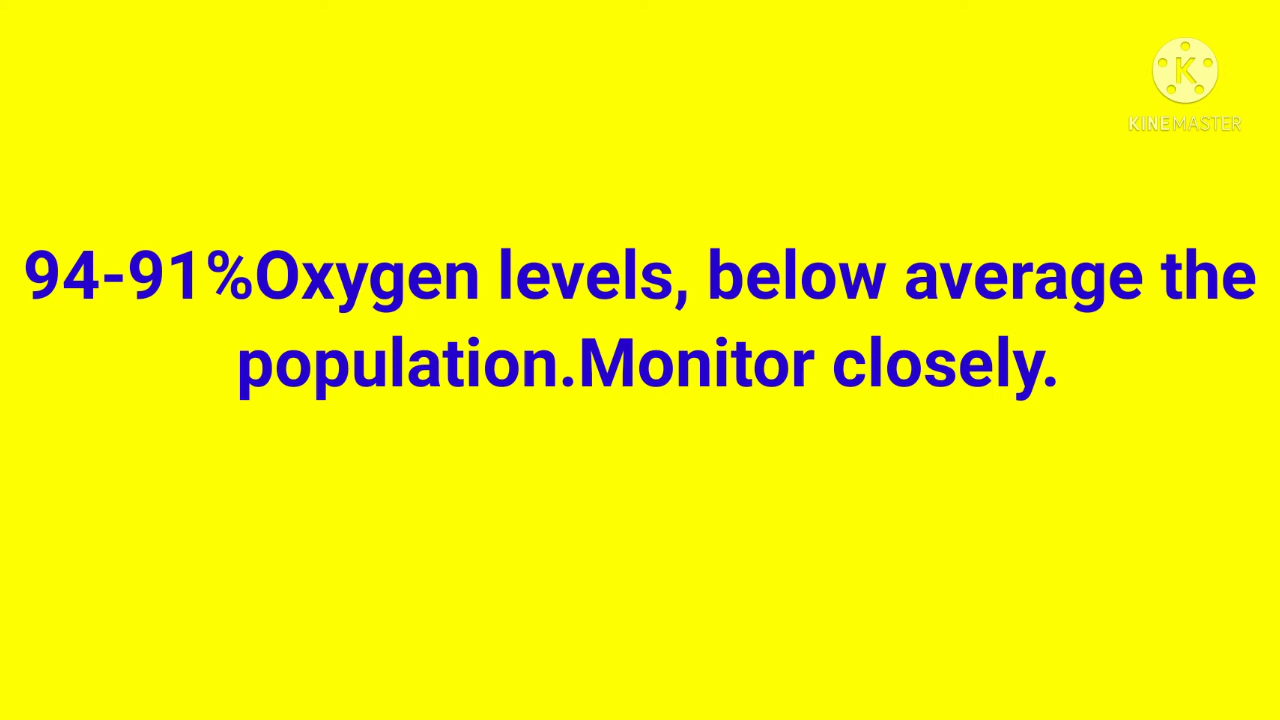 K
KINEMASTER
94-91%Oxygen levels, below average the
population.Monitor closely.